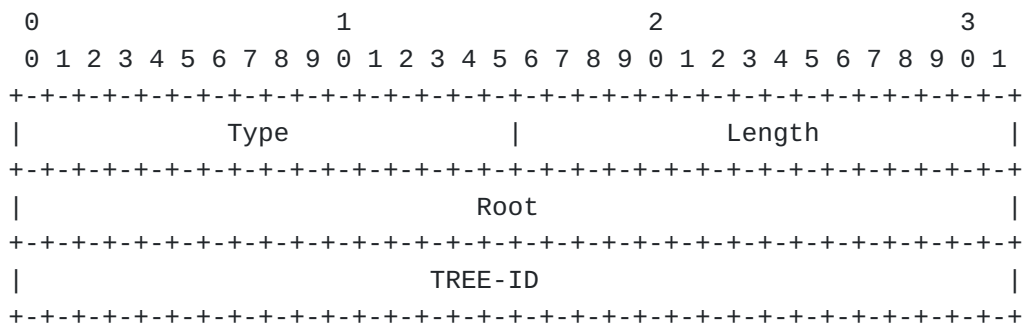 0                   1                   2                   3
 0 1 2 3 4 5 6 7 8 9 0 1 2 3 4 5 6 7 8 9 0 1 2 3 4 5 6 7 8 9 0 1
+-+-+-+-+-+-+-+-+-+-+-+-+-+-+-+-+-+-+-+-+-+-+-+-+-+-+-+-+-+-+-+-+
|             Type              |             Length            |
+-+-+-+-+-+-+-+-+-+-+-+-+-+-+-+-+-+-+-+-+-+-+-+-+-+-+-+-+-+-+-+-+
|                             Root                              |
+-+-+-+-+-+-+-+-+-+-+-+-+-+-+-+-+-+-+-+-+-+-+-+-+-+-+-+-+-+-+-+-+
|                          TREE-ID                              |
+-+-+-+-+-+-+-+-+-+-+-+-+-+-+-+-+-+-+-+-+-+-+-+-+-+-+-+-+-+-+-+-+